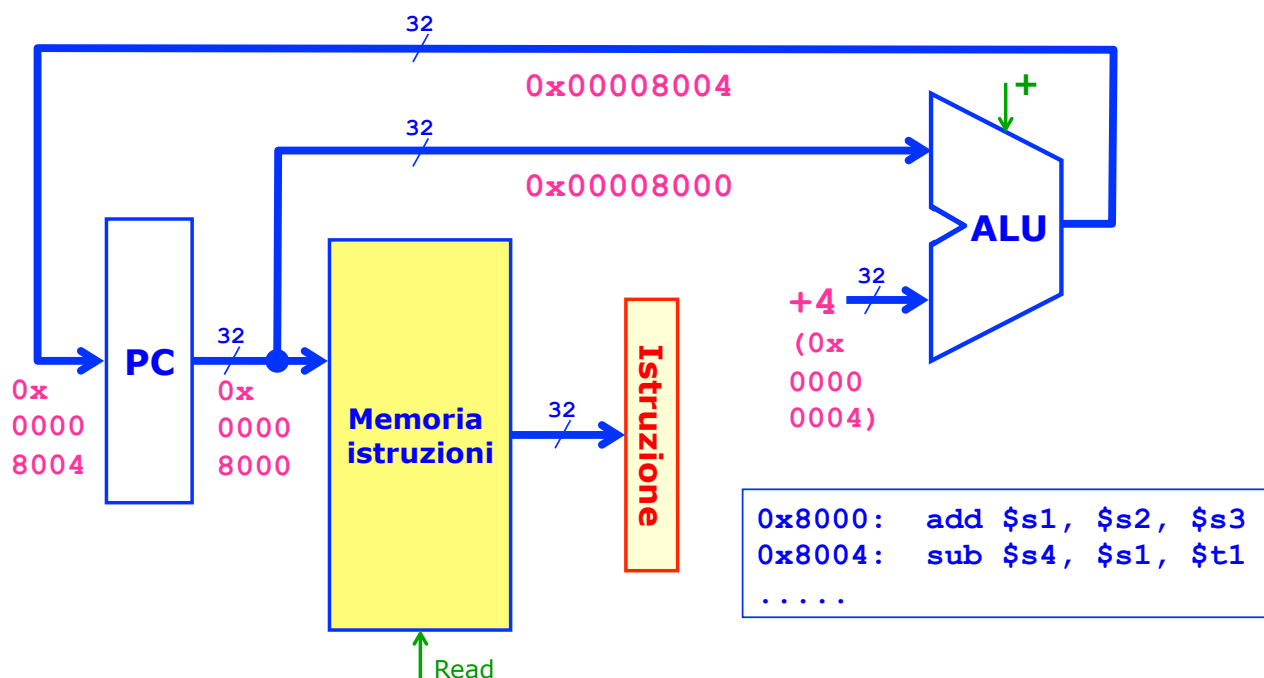 32
0x00008004
+
32
0x00008000
ALU
32
+4
(0x
0000
0004)
PC
32
0x
0000
8004
0x
0000
8000
Memoria
istruzioni
32
Istruzione
Read
0x8000: add $s1, $s2, $s3
0x8004: sub $s4, $s1, $t1
.....